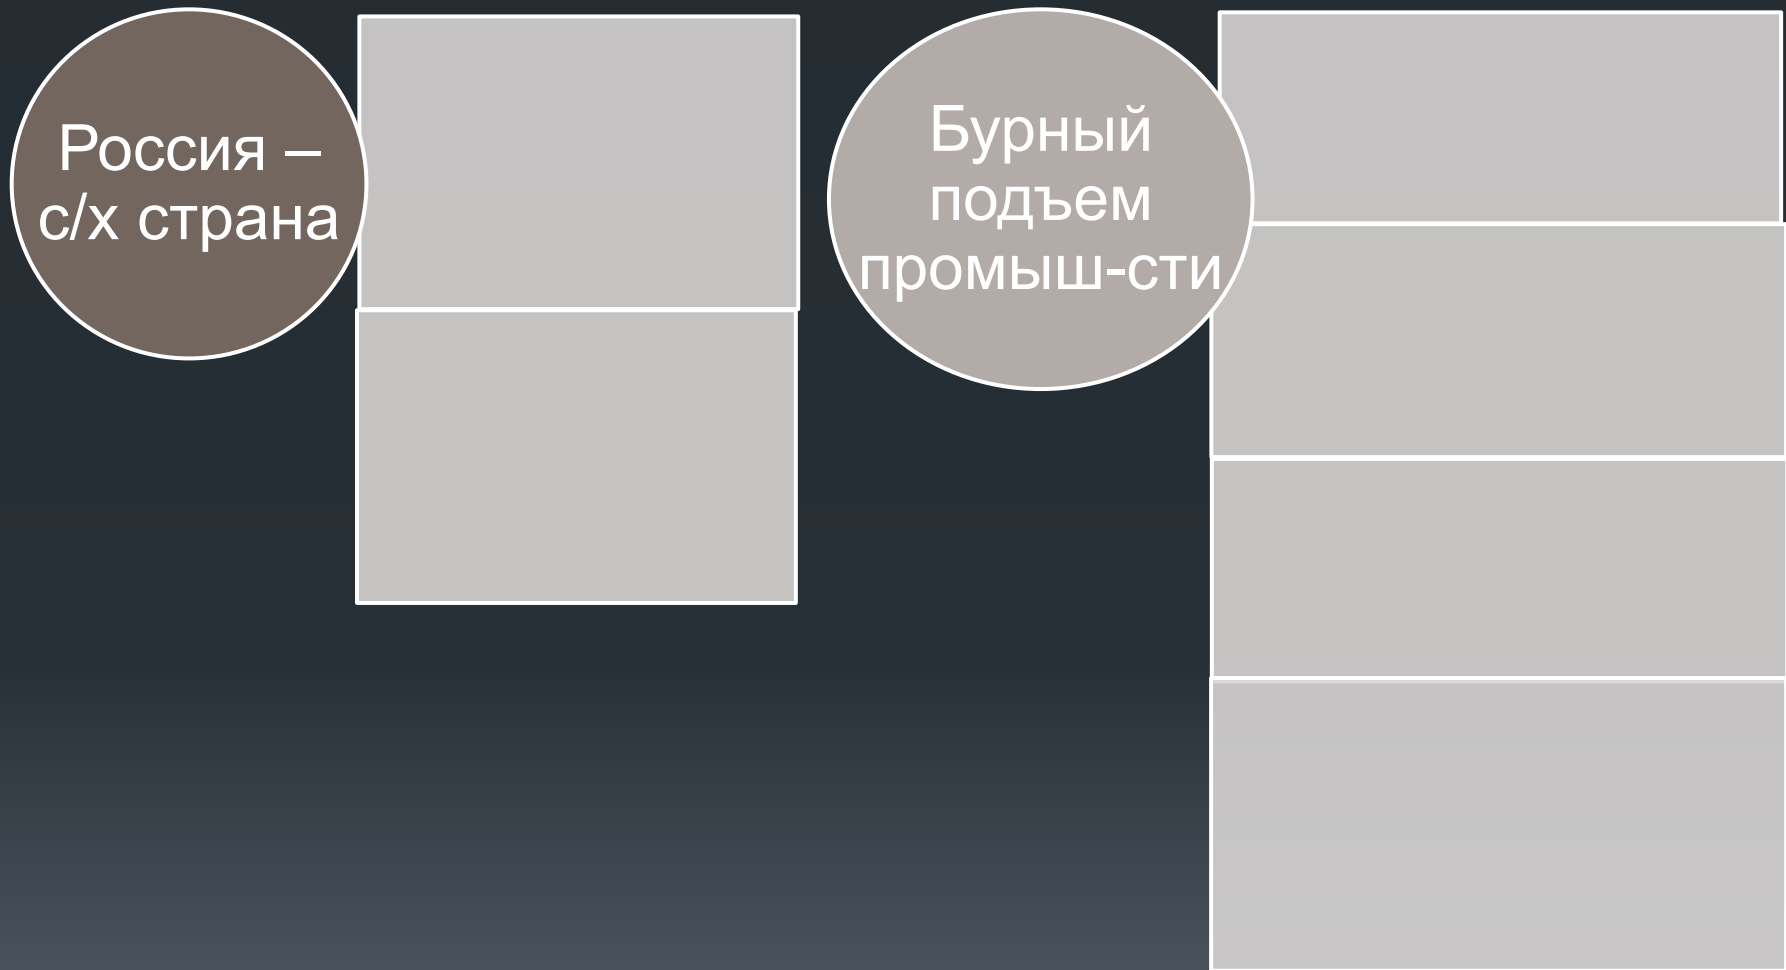 Россия –
с/х страна
Бурный
подъем
промыш-сти